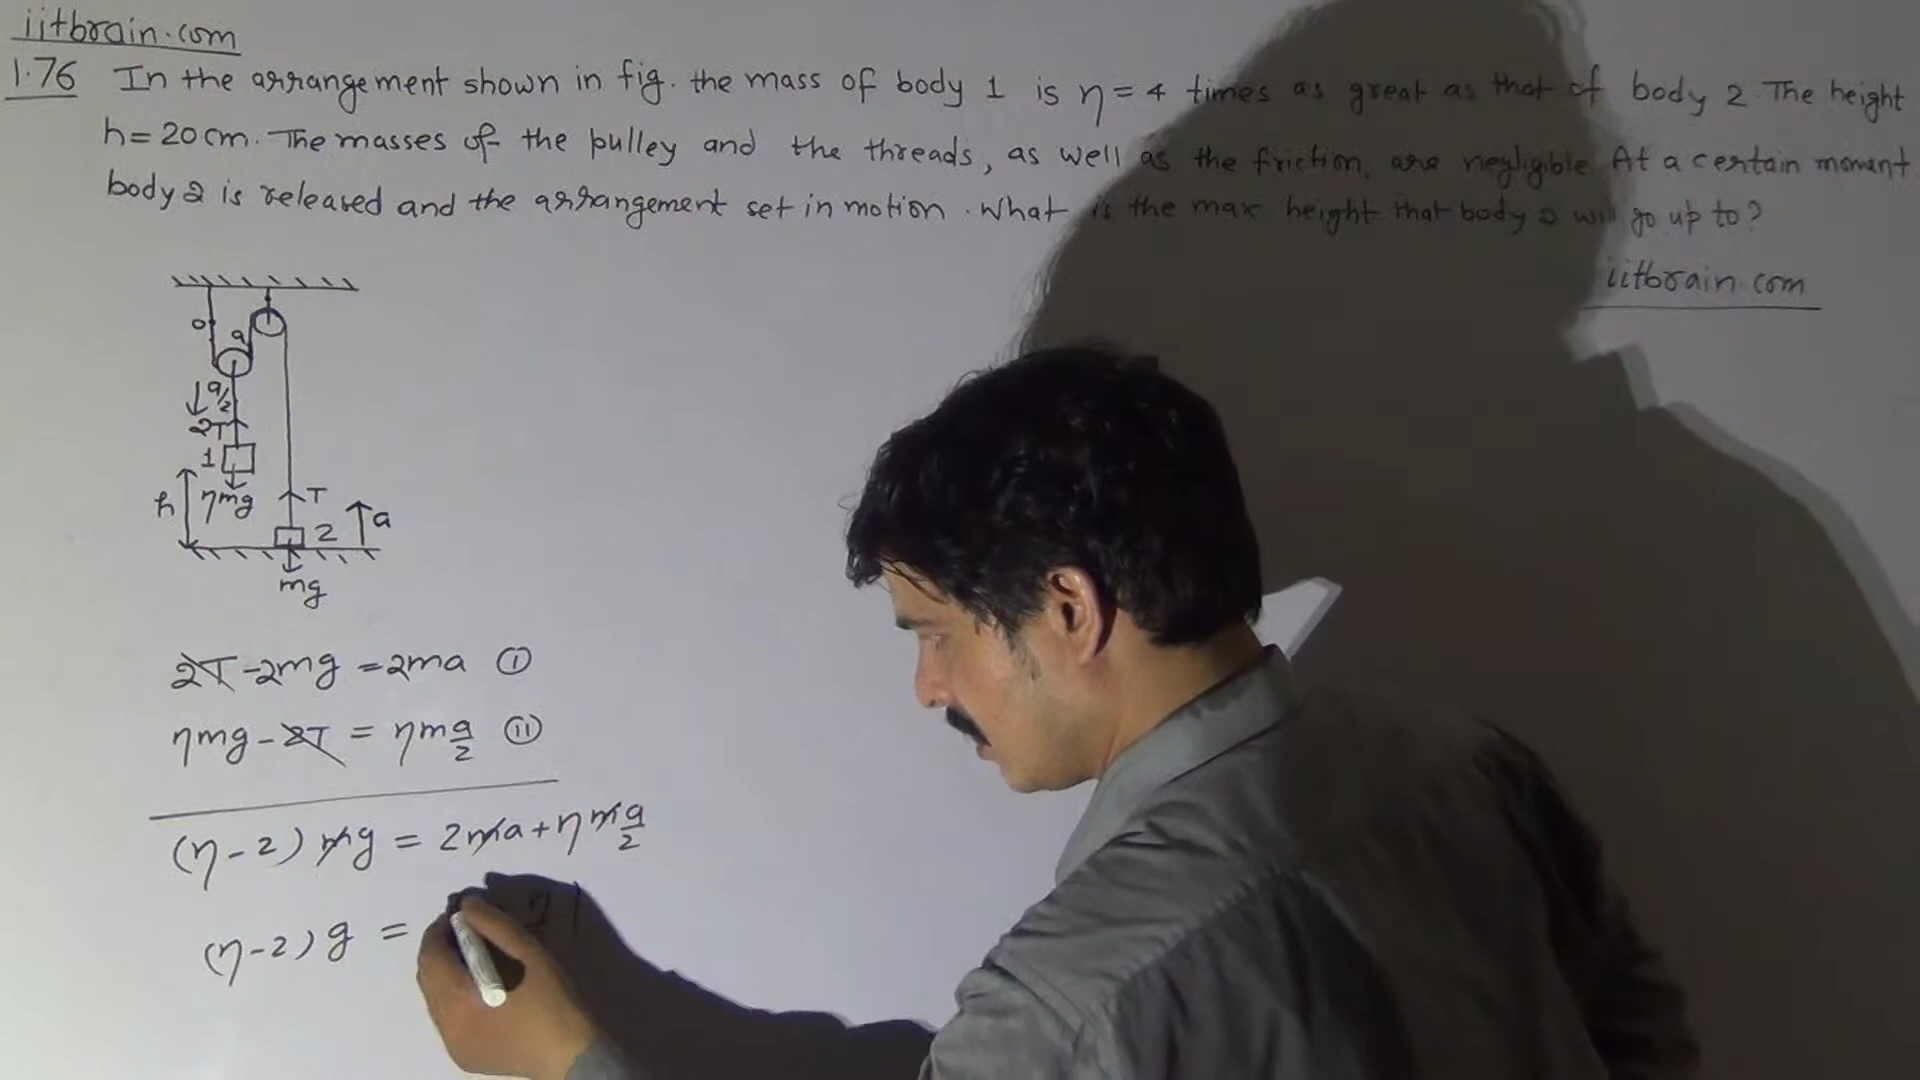 iitbrain.com
1.76 In the arrangement shown in fig. the mass of body 1 is η = 4 times as great as that of body 2. The height
h = 20 cm. The masses of the pulley and the threads, as well as the friction, are negligible At a certain moment
body 2 is released and the arrangement set in motion. What is the max height that body 2 will go up to?
iitbrain.com
a
a/2
2T
1
h
ηmg
T
2
a
mg
2T - 2mg = 2ma (I)
ηmg - 2T = ηm a/2 (II)
(η - 2) mg = 2ma + ηm a/2
(η - 2) g =